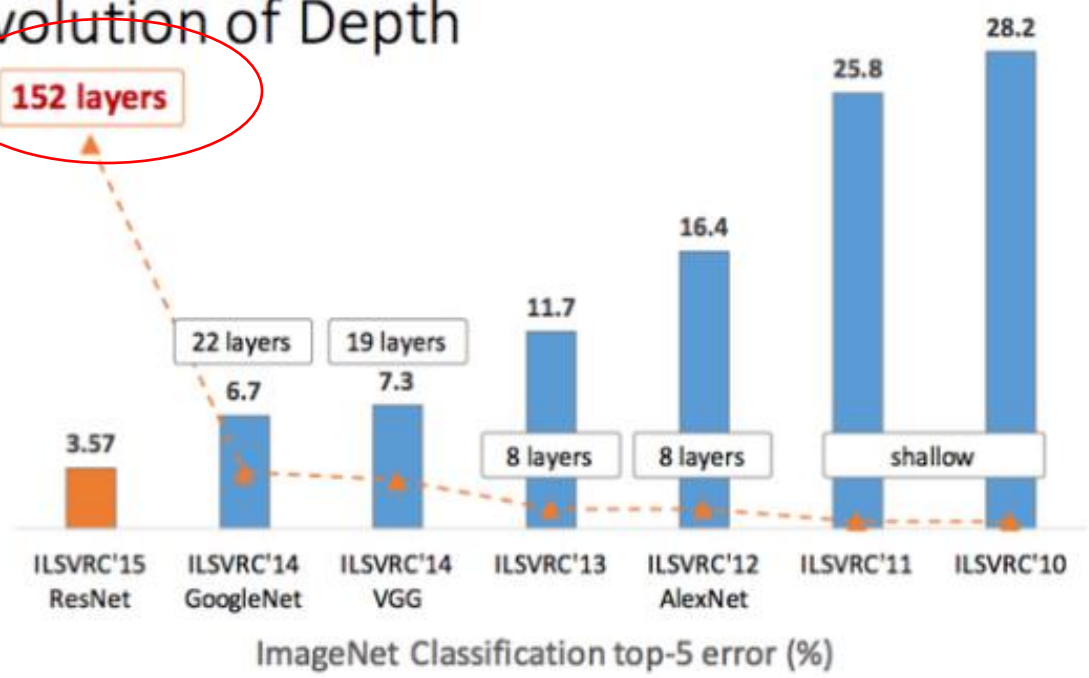 volution of Depth
152 layers
28.2
25.8
16.4
11.7
22 layers
19 layers
6.7
7.3
3.57
8 layers
8 layers
shallow
ILSVRC'15
ResNet
ILSVRC'14
GoogleNet
ILSVRC'14
VGG
ILSVRC'13
ILSVRC'12
AlexNet
ILSVRC'11
ILSVRC'10
ImageNet Classification top-5 error (%)